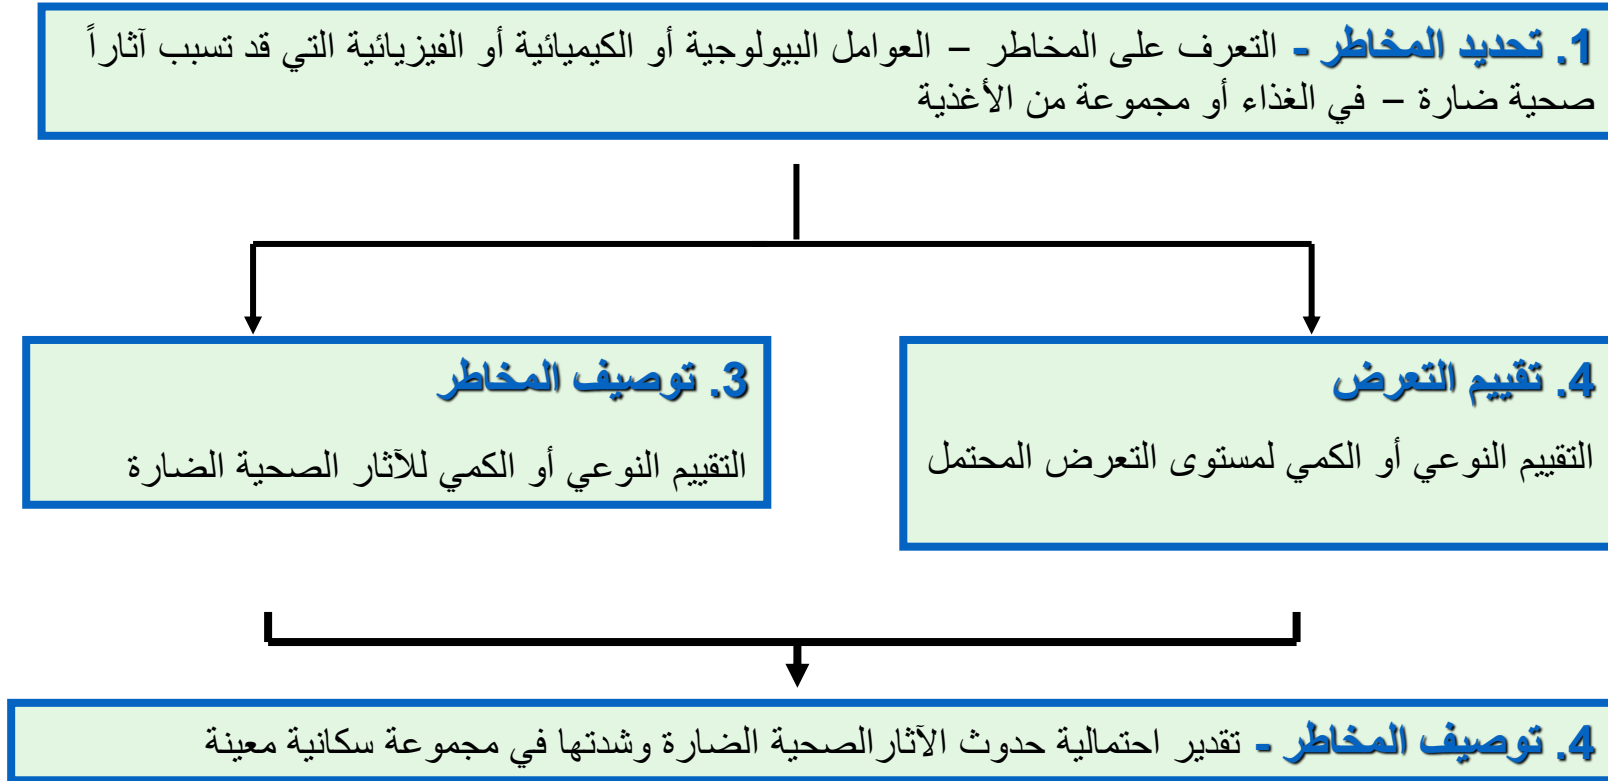 1. تحديد المخاطر - التعرف على المخاطر – العوامل البيولوجية أو الكيميائية أو الفيزيائية التي قد تسبب آثاراً
صحية ضارة – في الغذاء أو مجموعة من الأغذية
4. تقييم التعرض
التقييم النوعي أو الكمي لمستوى التعرض المحتمل
3. توصيف المخاطر
التقييم النوعي أو الكمي للآثار الصحية الضارة
4. توصيف المخاطر - تقدير احتمالية حدوث الآثارالصحية الضارة وشدتها في مجموعة سكانية معينة